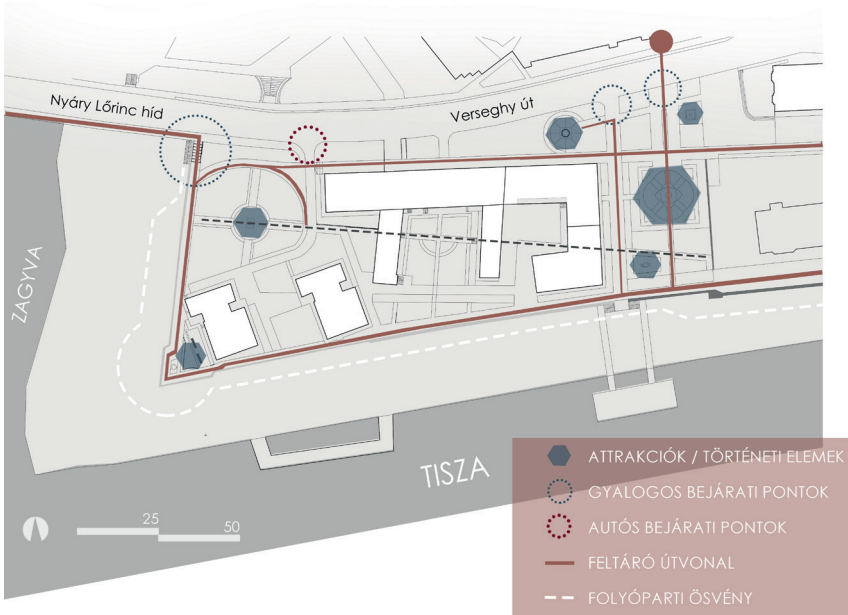 Nyáry Lőrinc híd
Verseghy út
ZAGYVA
TISZA
25
50
ATTRAKCIÓK / TÖRTÉNETI ELEMEK
GYALOGOS BEJÁRATI PONTOK
AUTÓS BEJÁRATI PONTOK
FELTÁRÓ ÚTVONAL
FOLYÓPARTI ÖSVÉNY